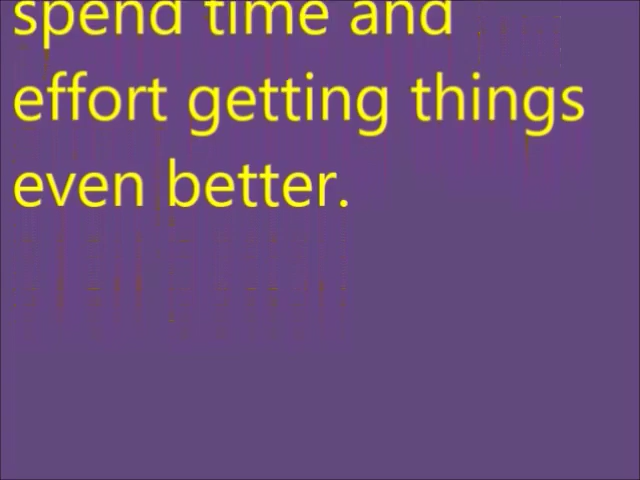 spend time and
effort getting things
even better.